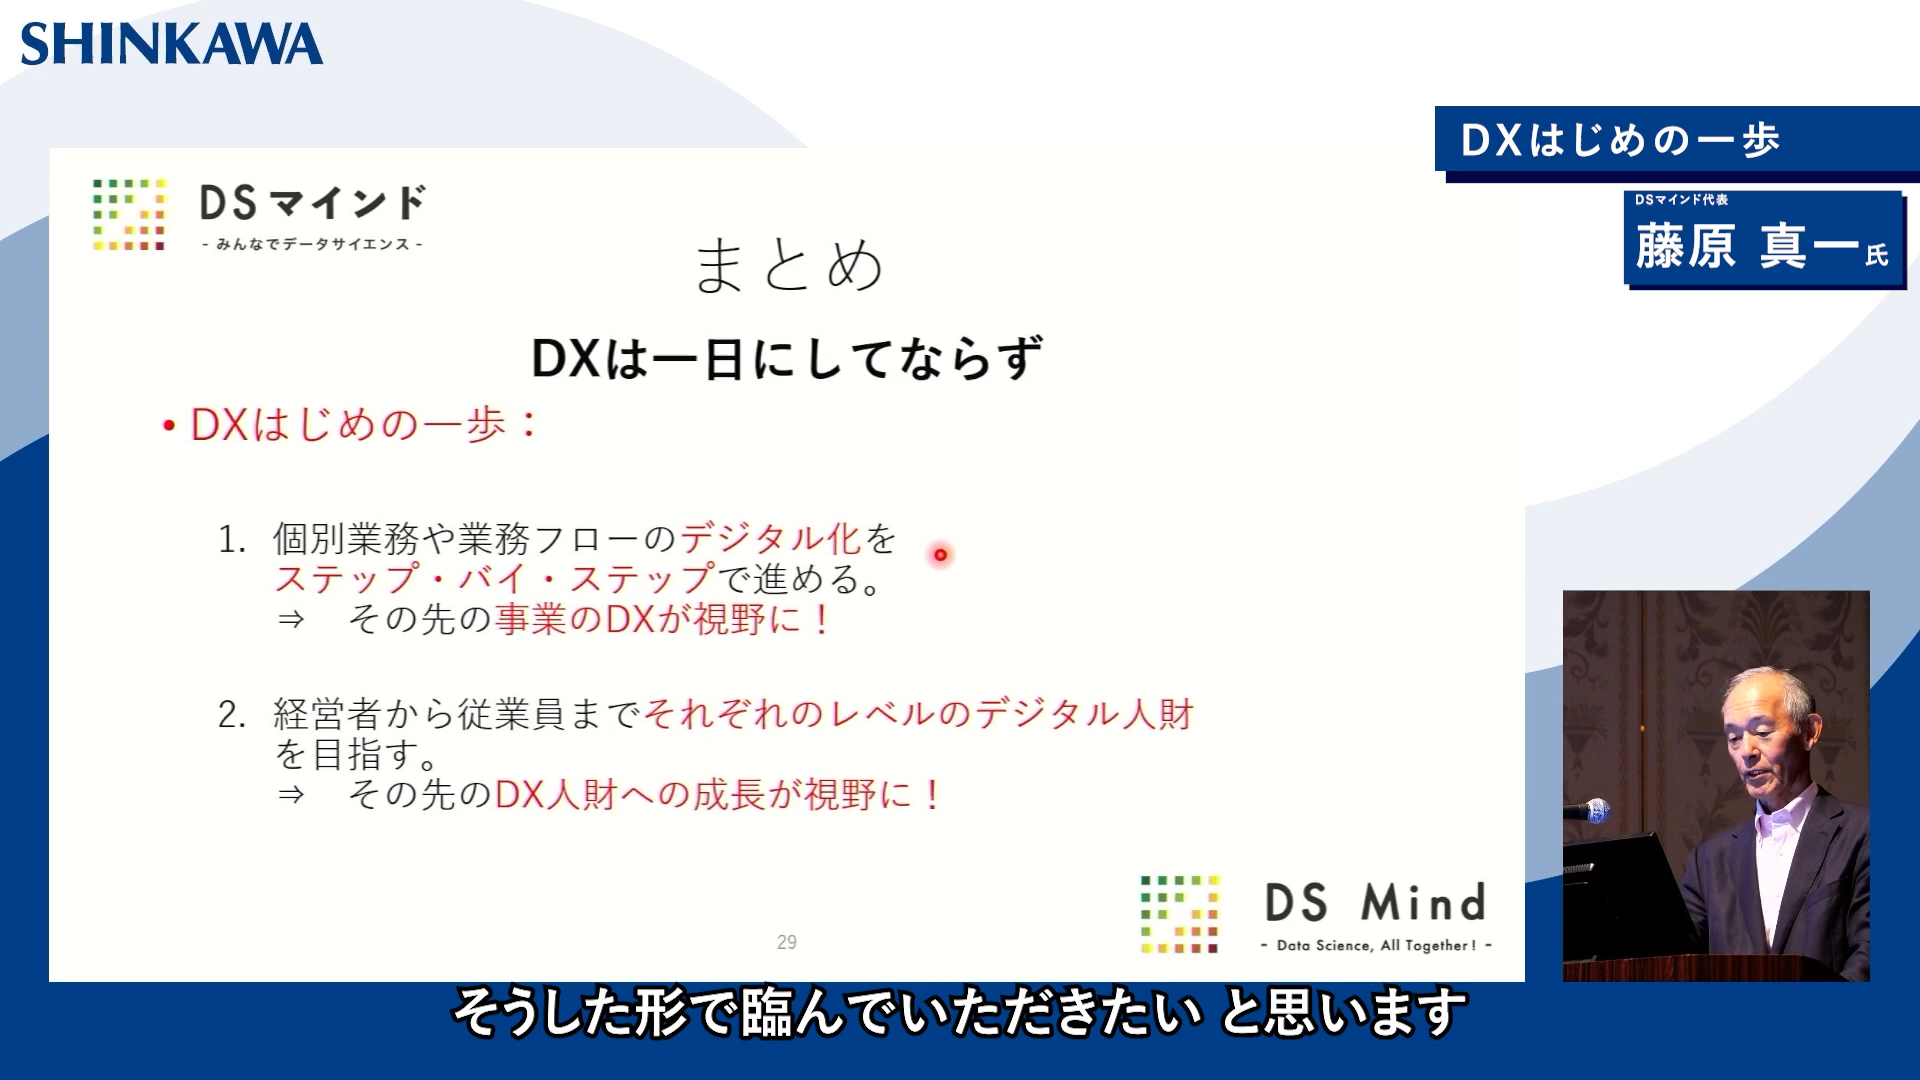 SHINKAWA
DXはじめの一歩
DSマインド代表
藤原 真一氏
DSマインド
- みんなでデータサイエンス -
まとめ
DXは一日にしてならず
• DXはじめの一歩：
1. 個別業務や業務フローのデジタル化を
ステップ・バイ・ステップで進める。
⇒ その先の事業のDXが視野に！
2. 経営者から従業員までそれぞれのレベルのデジタル人財
を目指す。
⇒ その先のDX人財への成長が視野に！
DS Mind
- Data Science, All Together! -
29
そうした形で臨んでいただきたい と思います